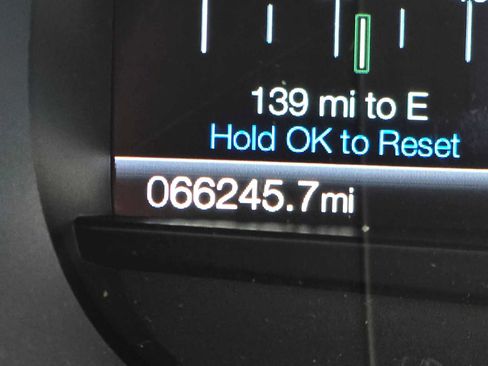 139 mi to E
Hold OK to Reset
066245.7mi